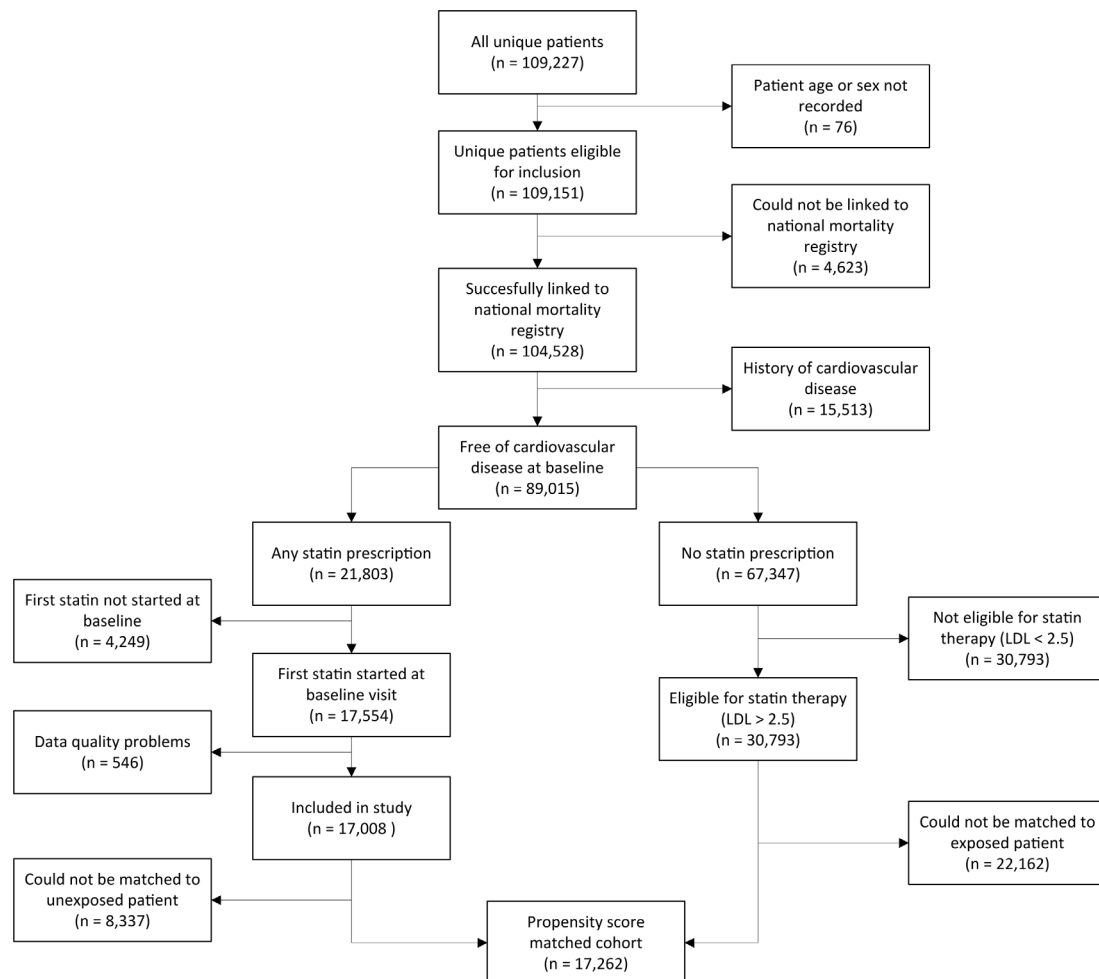 All unique patients
(n = 109,227)
Patient age or sex not
recorded
(n = 76)
Unique patients eligible
for inclusion
(n = 109,151)
Could not be linked to
national mortality
registry
(n = 4,623)
Succesfully linked to
national mortality
registry
(n = 104,528)
History of cardiovascular
disease
(n = 15,513)
Free of cardiovascular
disease at baseline
(n = 89,015)
Any statin prescription
(n = 21,803)
No statin prescription
(n = 67,347)
First statin not started at
baseline
(n = 4,249)
Not eligible for statin
therapy (LDL < 2.5)
(n = 30,793)
First statin started at
baseline visit
(n = 17,554)
Eligible for statin therapy
(LDL > 2.5)
(n = 30,793)
Data quality problems
(n = 546)
Included in study
(n = 17,008 )
Could not be matched to
exposed patient
(n = 22,162)
Could not be matched to
unexposed patient
(n = 8,337)
Propensity score
matched cohort
(n = 17,262)